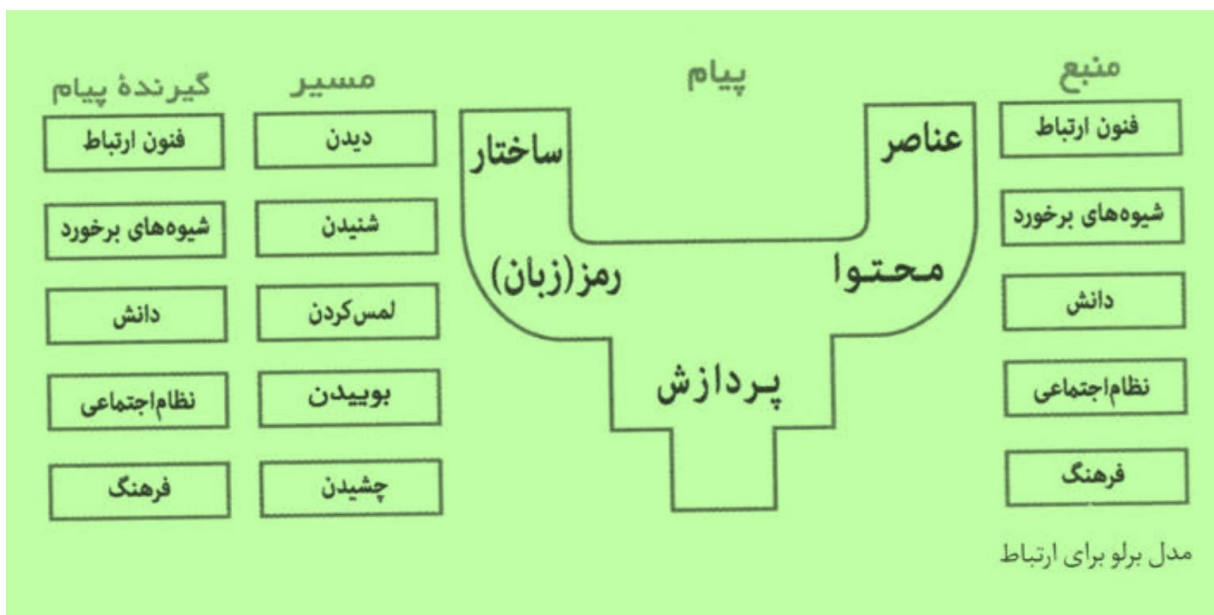 منبع
فنون ارتباط
شیوه‌های برخورد
دانش
نظام‌اجتماعی
فرهنگ
پیام
عناصر
محتوا
پردازش
ساختار
رمز(زبان)
مسیر
دیدن
شنیدن
لمس‌کردن
بوییدن
چشیدن
گیرندهٔ پیام
فنون ارتباط
شیوه‌های برخورد
دانش
نظام‌اجتماعی
فرهنگ
مدل برلو برای ارتباط